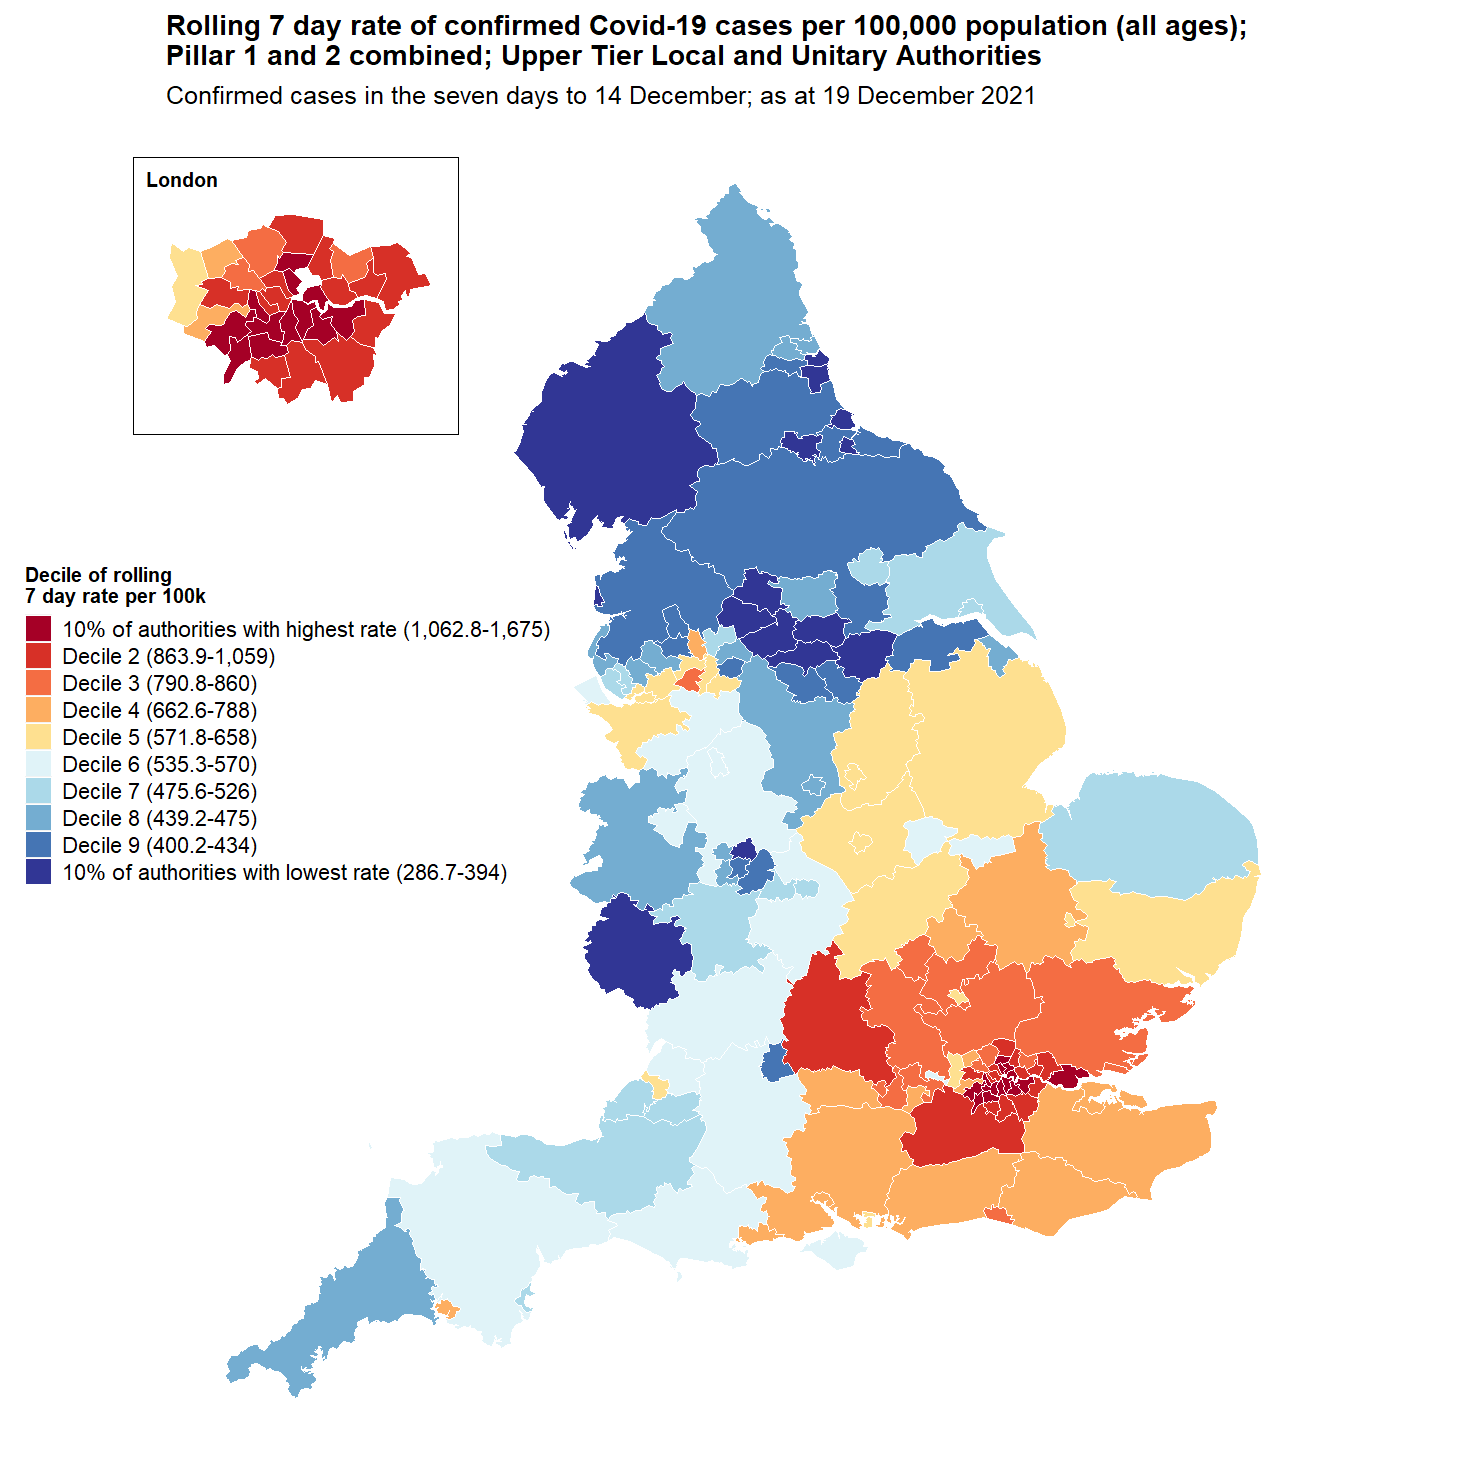 Rolling 7 day rate of confirmed Covid-19 cases per 100,000 population (all ages);
Pillar 1 and 2 combined; Upper Tier Local and Unitary Authorities
Confirmed cases in the seven days to 14 December; as at 19 December 2021
London
Decile of rolling
7 day rate per 100k
10% of authorities with highest rate (1,062.8-1,675)
Decile 2 (863.9-1,059)
Decile 3 (790.8-860)
Decile 4 (662.6-788)
Decile 5 (571.8-658)
Decile 6 (535.3-570)
Decile 7 (475.6-526)
Decile 8 (439.2-475)
Decile 9 (400.2-434)
10% of authorities with lowest rate (286.7-394)